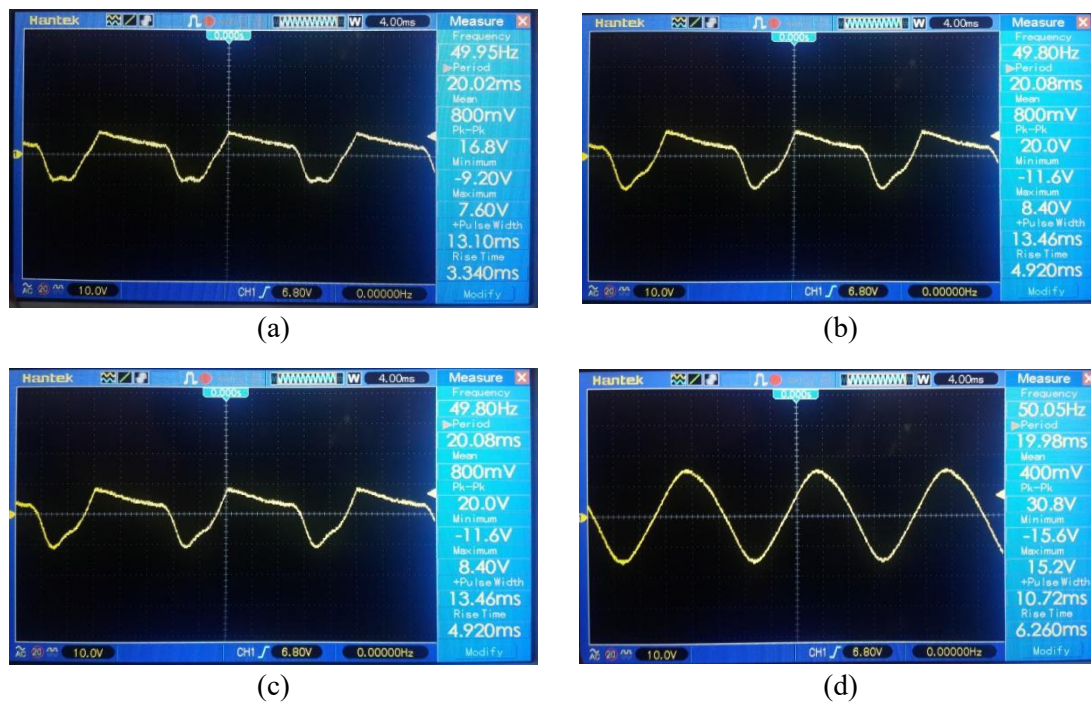 Hantek W 4.00ms Measure
0.000s
Frequency
49.95Hz
Period
20.02ms
Mean
800mV
Pk-Pk
16.8V
Minimum
-9.20V
Maximum
7.60V
+Pulse Width
13.10ms
Rise Time
3.340ms
AC 20 10.0V CH1 6.80V 0.00000Hz Modify
(a)
Hantek W 4.00ms Measure
0.000s
Frequency
49.80Hz
Period
20.08ms
Mean
800mV
Pk-Pk
20.0V
Minimum
-11.6V
Maximum
8.40V
+Pulse Width
13.46ms
Rise Time
4.920ms
AC 20 10.0V CH1 6.80V 0.00000Hz Modify
(b)
Hantek W 4.00ms Measure
0.000s
Frequency
49.80Hz
Period
20.08ms
Mean
800mV
Pk-Pk
20.0V
Minimum
-11.6V
Maximum
8.40V
+Pulse Width
13.46ms
Rise Time
4.920ms
AC 20 10.0V CH1 6.80V 0.00000Hz Modify
(c)
Hantek W 4.00ms Measure
0.000s
Frequency
50.05Hz
Period
19.98ms
Mean
400mV
Pk-Pk
30.8V
Minimum
-15.6V
Maximum
15.2V
+Pulse Width
10.72ms
Rise Time
6.260ms
AC 20 10.0V CH1 6.80V 0.00000Hz Modify
(d)